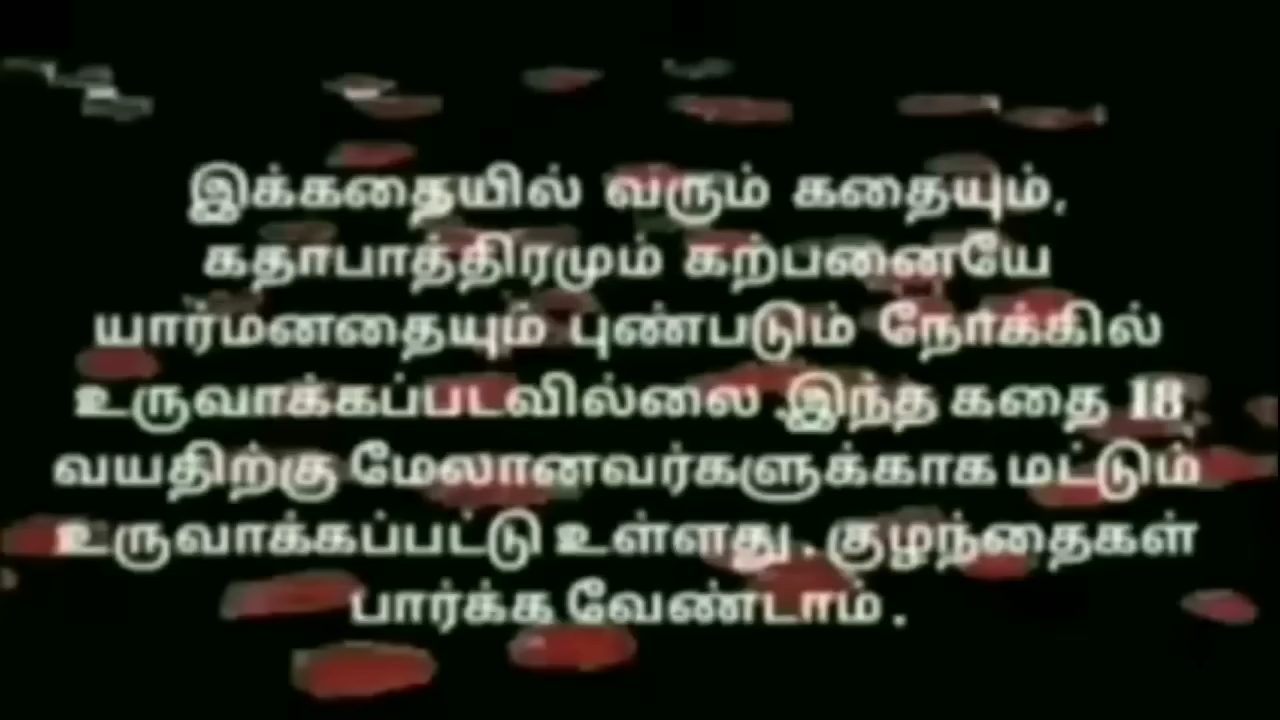 இக்கதையில் வரும் கதையும்,
கதாபாத்திரமும் கற்பனையே
யார்மனதையும் புண்படும் நோக்கில்
உருவாக்கப்படவில்லை .இந்த கதை 18
வயதிற்கு மேலானவர்களுக்காக மட்டும்
உருவாக்கப்பட்டு உள்ளது . குழந்தைகள்
பார்க்க வேண்டாம் .